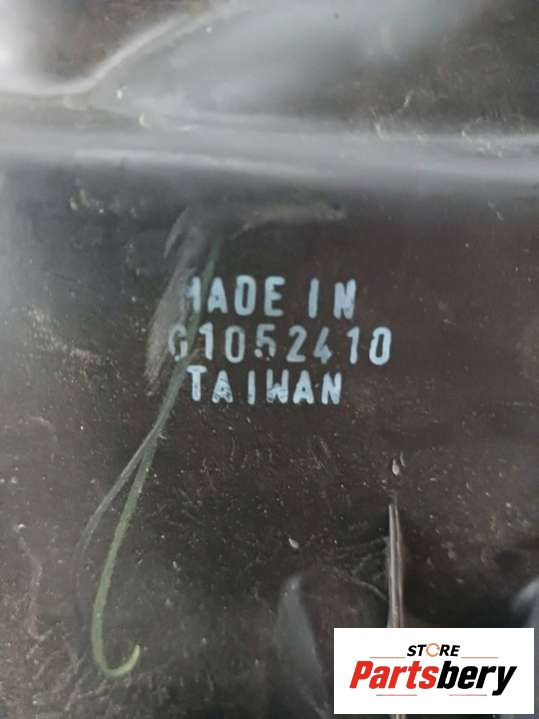 MADE IN
G1052410
TAIWAN
STORE
Partsbery